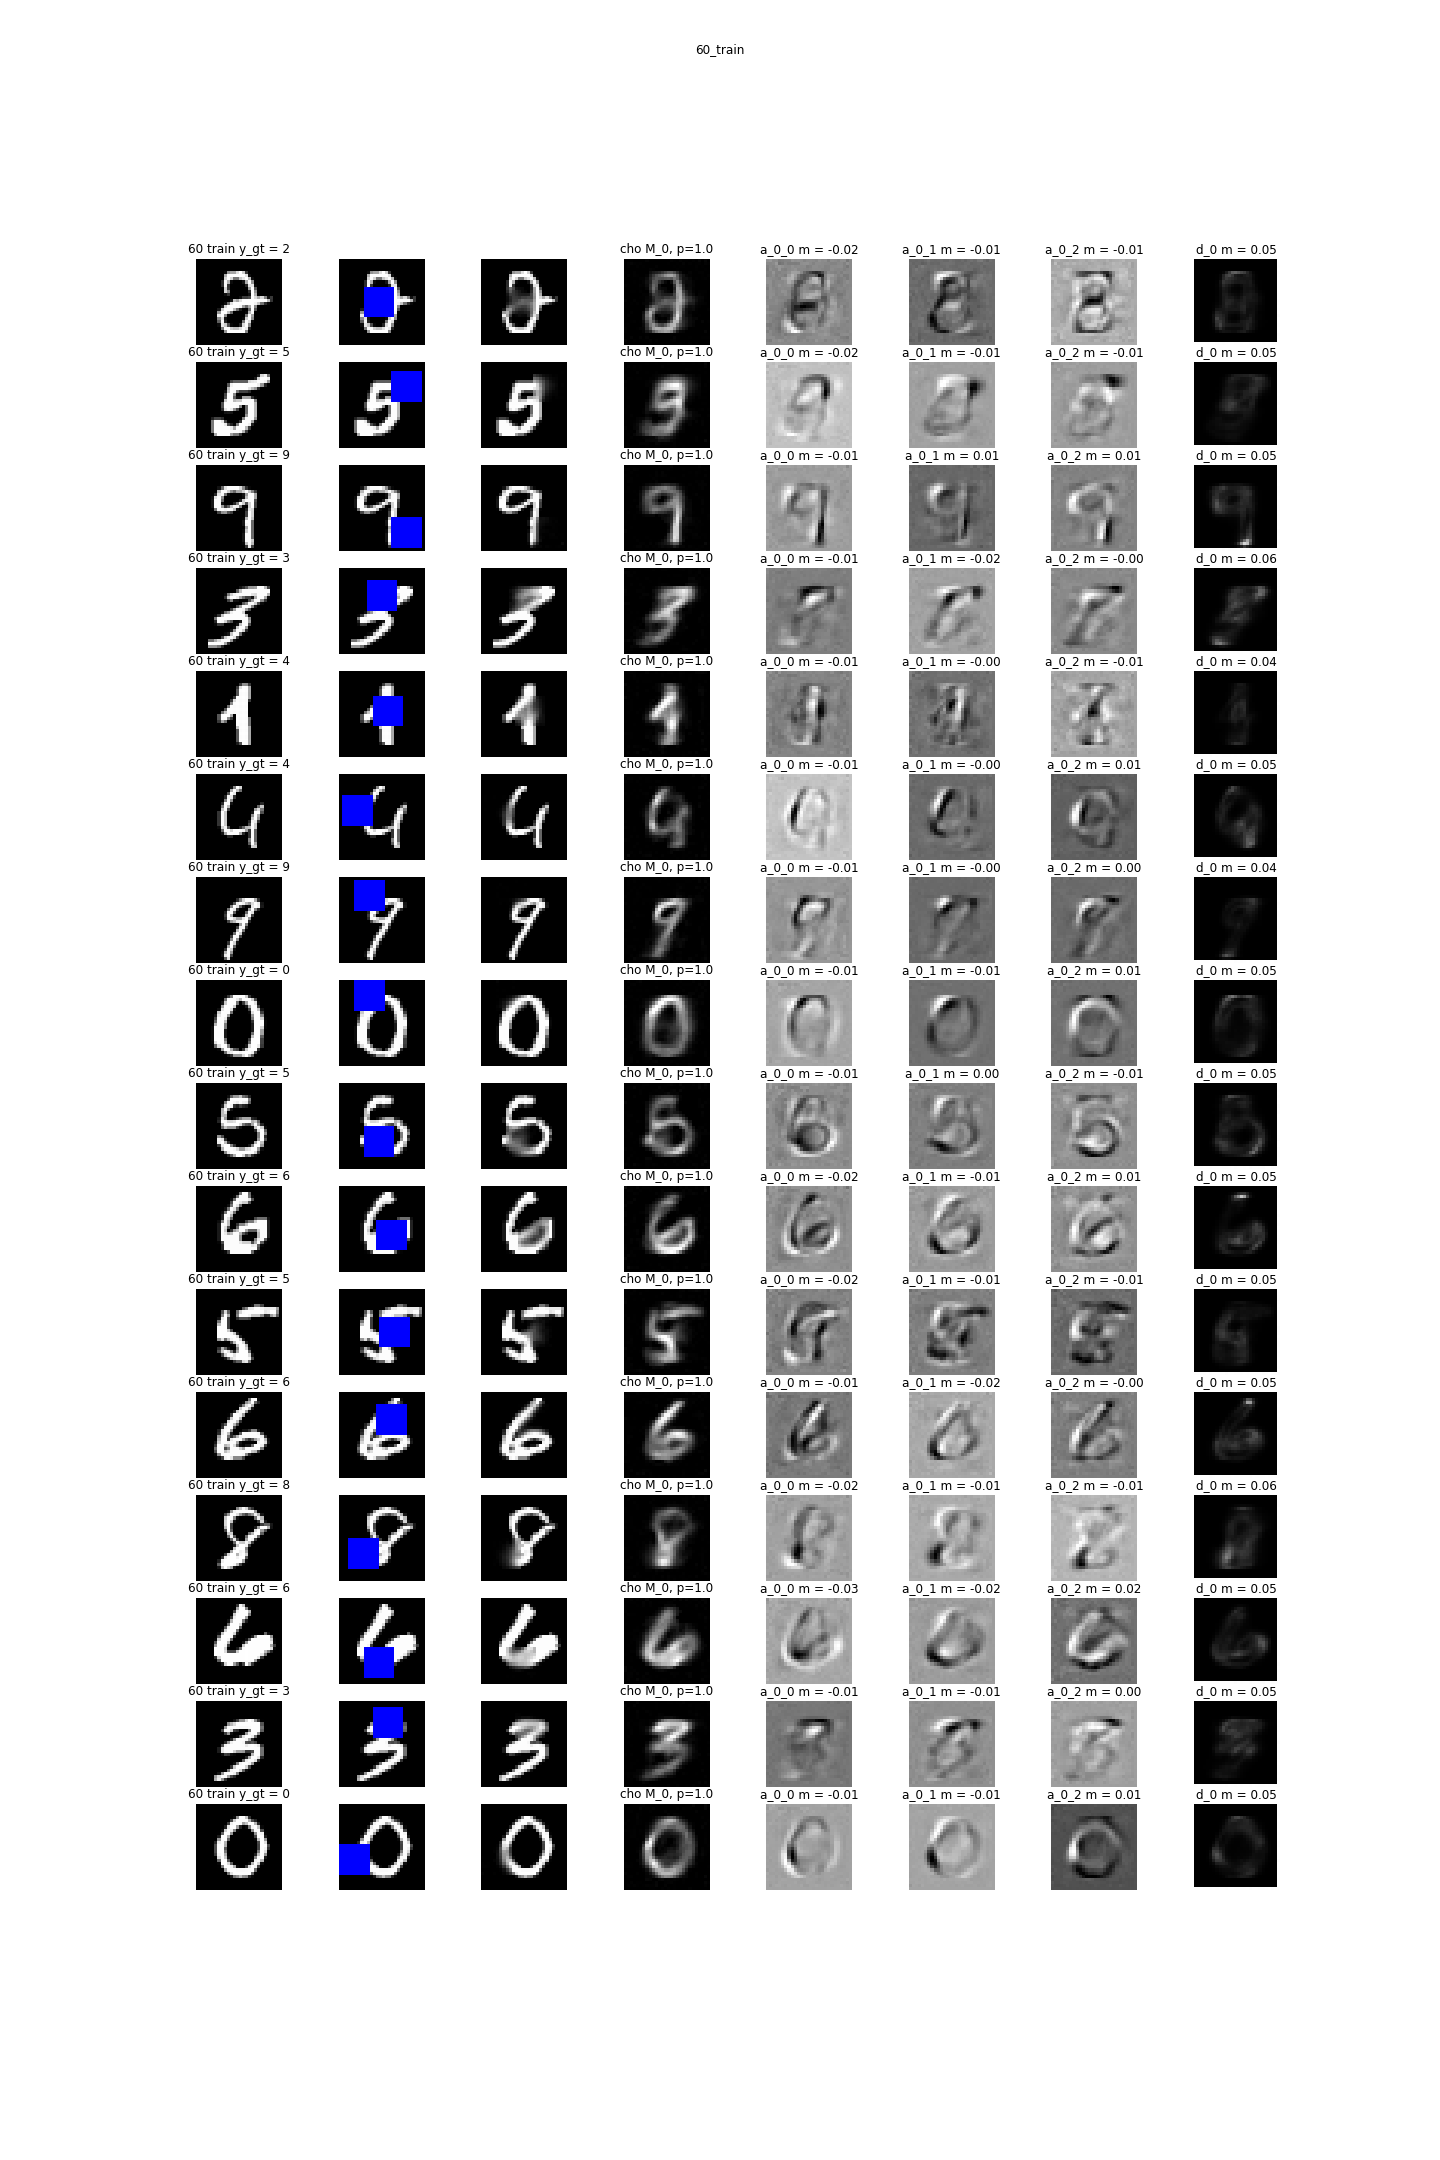 60_train
60 train y_gt = 2 cho M_0, p=1.0 a_0_0 m = -0.02 a_0_1 m = -0.01 a_0_2 m = -0.01 d_0 m = 0.05
60 train y_gt = 5 cho M_0, p=1.0 a_0_0 m = -0.02 a_0_1 m = -0.01 a_0_2 m = -0.01 d_0 m = 0.05
60 train y_gt = 9 cho M_0, p=1.0 a_0_0 m = -0.01 a_0_1 m = 0.01 a_0_2 m = 0.01 d_0 m = 0.05
60 train y_gt = 3 cho M_0, p=1.0 a_0_0 m = -0.01 a_0_1 m = -0.02 a_0_2 m = -0.00 d_0 m = 0.06
60 train y_gt = 4 cho M_0, p=1.0 a_0_0 m = -0.01 a_0_1 m = -0.00 a_0_2 m = -0.01 d_0 m = 0.04
60 train y_gt = 4 cho M_0, p=1.0 a_0_0 m = -0.01 a_0_1 m = -0.00 a_0_2 m = 0.01 d_0 m = 0.05
60 train y_gt = 9 cho M_0, p=1.0 a_0_0 m = -0.01 a_0_1 m = -0.00 a_0_2 m = 0.00 d_0 m = 0.04
60 train y_gt = 0 cho M_0, p=1.0 a_0_0 m = -0.01 a_0_1 m = -0.01 a_0_2 m = 0.01 d_0 m = 0.05
60 train y_gt = 5 cho M_0, p=1.0 a_0_0 m = -0.01 a_0_1 m = 0.00 a_0_2 m = -0.01 d_0 m = 0.05
60 train y_gt = 6 cho M_0, p=1.0 a_0_0 m = -0.02 a_0_1 m = -0.01 a_0_2 m = 0.01 d_0 m = 0.05
60 train y_gt = 5 cho M_0, p=1.0 a_0_0 m = -0.02 a_0_1 m = -0.01 a_0_2 m = -0.01 d_0 m = 0.05
60 train y_gt = 6 cho M_0, p=1.0 a_0_0 m = -0.01 a_0_1 m = -0.02 a_0_2 m = -0.00 d_0 m = 0.05
60 train y_gt = 8 cho M_0, p=1.0 a_0_0 m = -0.02 a_0_1 m = -0.01 a_0_2 m = -0.01 d_0 m = 0.06
60 train y_gt = 6 cho M_0, p=1.0 a_0_0 m = -0.03 a_0_1 m = -0.02 a_0_2 m = 0.02 d_0 m = 0.05
60 train y_gt = 3 cho M_0, p=1.0 a_0_0 m = -0.01 a_0_1 m = -0.01 a_0_2 m = 0.00 d_0 m = 0.05
60 train y_gt = 0 cho M_0, p=1.0 a_0_0 m = -0.01 a_0_1 m = -0.01 a_0_2 m = 0.01 d_0 m = 0.05